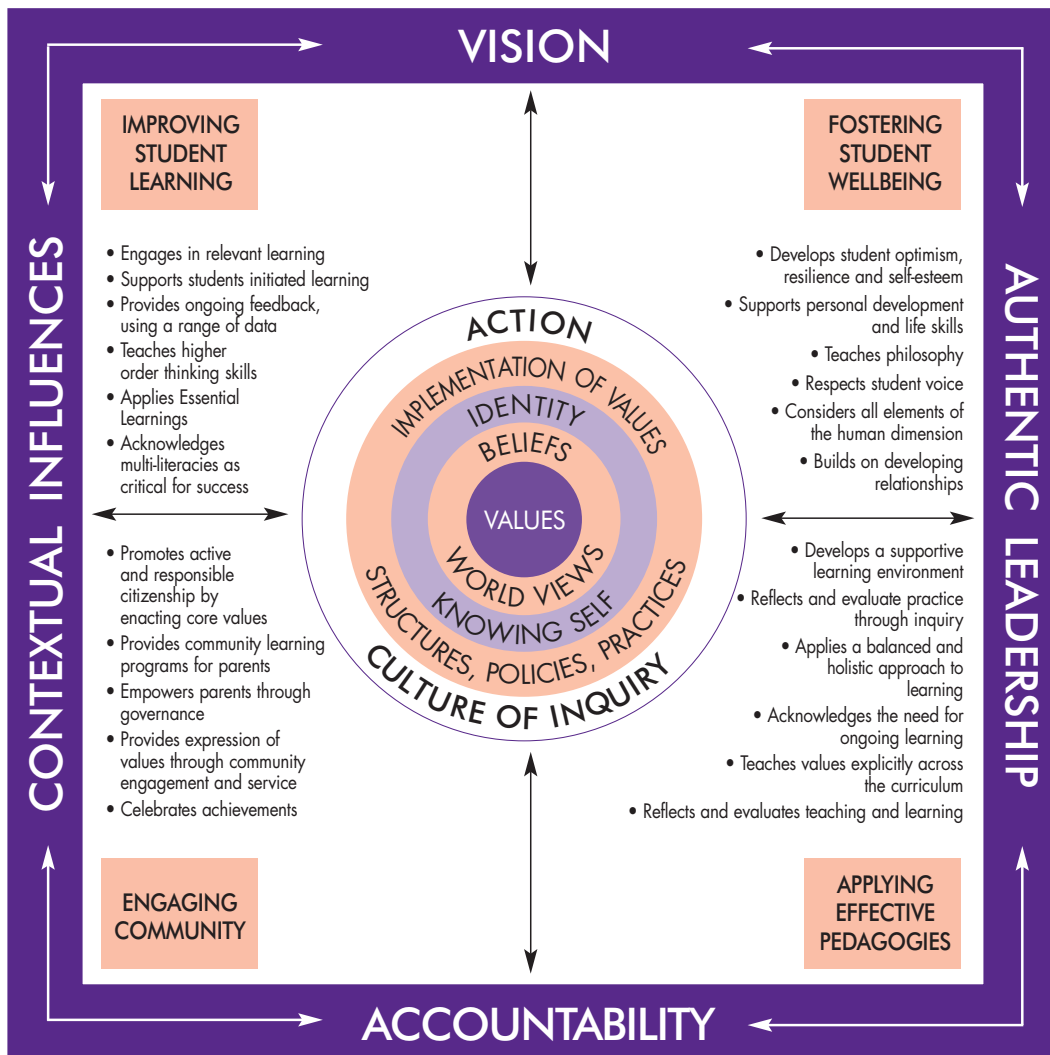 VISION
CONTEXTUAL INFLUENCES
AUTHENTIC LEADERSHIP
ACCOUNTABILITY
IMPROVING
STUDENT
LEARNING
• Engages in relevant learning
• Supports students initiated learning
• Provides ongoing feedback,
using a range of data
• Teaches higher
order thinking skills
• Applies Essential
Learnings
• Acknowledges
multi-literacies as
critical for success
FOSTERING
STUDENT
WELLBEING
• Develops student optimism,
resilience and self-esteem
• Supports personal development
and life skills
• Teaches philosophy
• Respects student voice
• Considers all elements of
the human dimension
• Builds on developing
relationships
ACTION
IMPLEMENTATION OF VALUES
IDENTITY
BELIEFS
VALUES
WORLD VIEWS
KNOWING SELF
STRUCTURES, POLICIES, PRACTICES
CULTURE OF INQUIRY
• Promotes active
and responsible
citizenship by
enacting core values
• Provides community learning
programs for parents
• Empowers parents through
governance
• Provides expression of
values through community
engagement and service
• Celebrates achievements
ENGAGING
COMMUNITY
• Develops a supportive
learning environment
• Reflects and evaluate practice
through inquiry
• Applies a balanced and
holistic approach to
learning
• Acknowledges the need for
ongoing learning
• Teaches values explicitly across
the curriculum
• Reflects and evaluates teaching and learning
APPLYING
EFFECTIVE
PEDAGOGIES